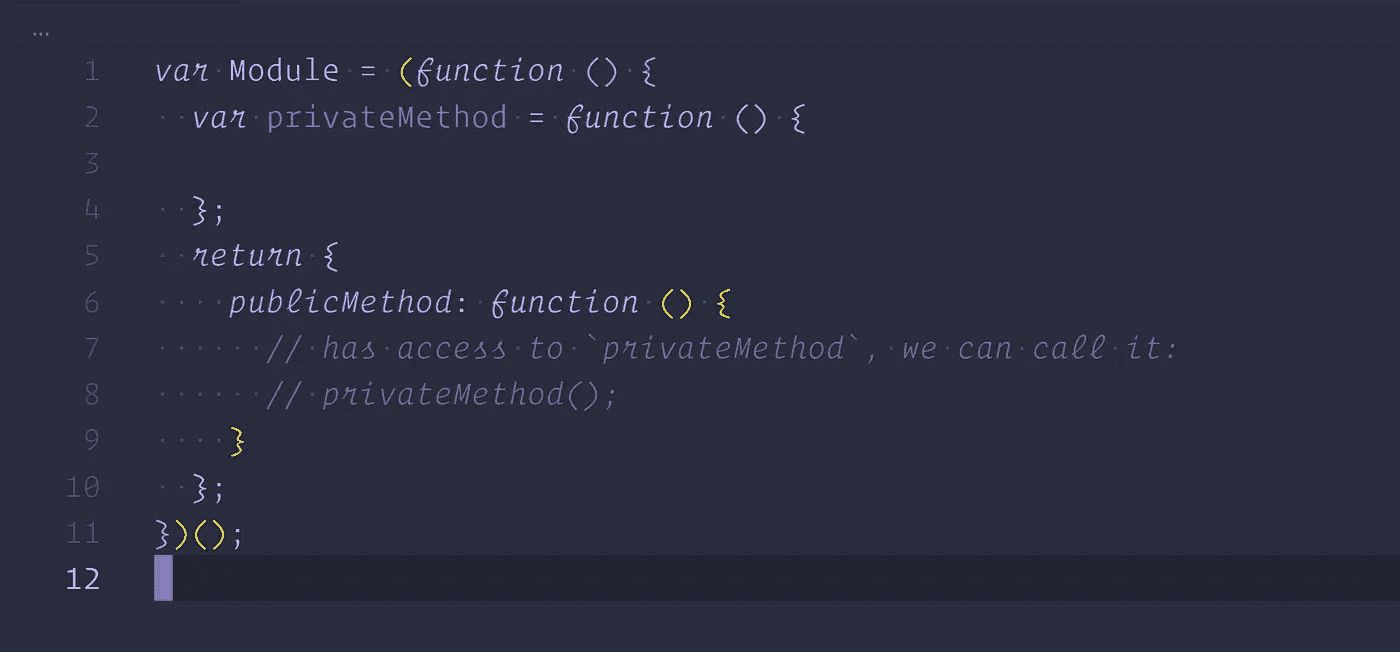 ...
1 var Module = (function () {
2   var privateMethod = function () {
3
4   };
5   return {
6     publicMethod: function () {
7       // has access to `privateMethod`, we can call it:
8       // privateMethod();
9     }
10   };
11 })();
12